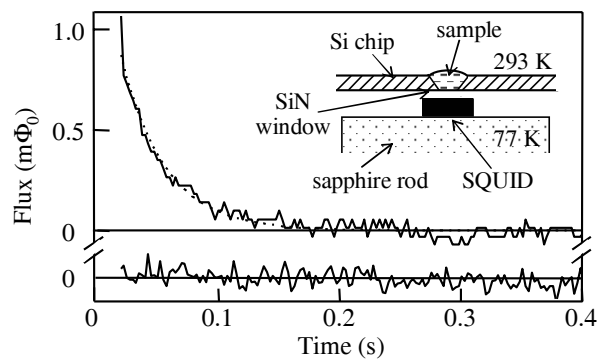 1.0
0.5
0
0
Flux (mΦ₀)
0
0.1
0.2
0.3
0.4
Time (s)
Si chip
sample
293 K
SiN
window
77 K
sapphire rod
SQUID